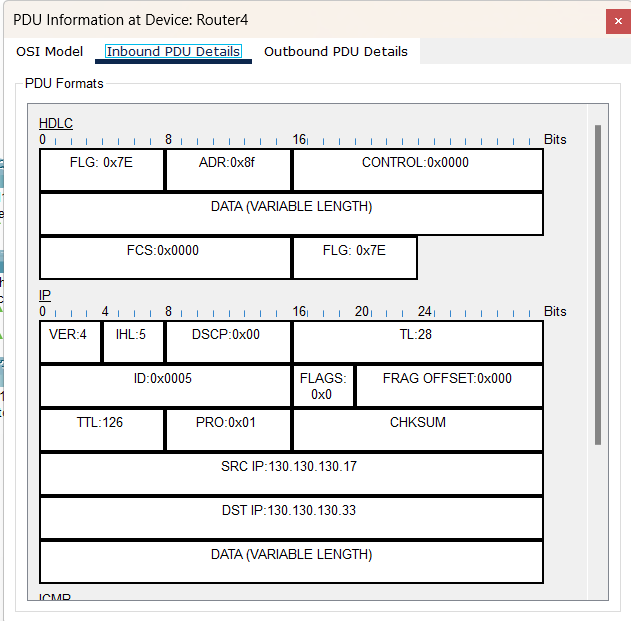 PDU Information at Device: Router4
×
OSI Model Inbound PDU Details Outbound PDU Details
PDU Formats
HDLC
0 8 16 Bits
FLG: 0x7E ADR:0x8f CONTROL:0x0000
DATA (VARIABLE LENGTH)
FCS:0x0000 FLG: 0x7E
IP
0 4 8 16 20 24 Bits
VER:4 IHL:5 DSCP:0x00 TL:28
ID:0x0005 FLAGS: 0x0 FRAG OFFSET:0x000
TTL:126 PRO:0x01 CHKSUM
SRC IP:130.130.130.17
DST IP:130.130.130.33
DATA (VARIABLE LENGTH)
ICMP